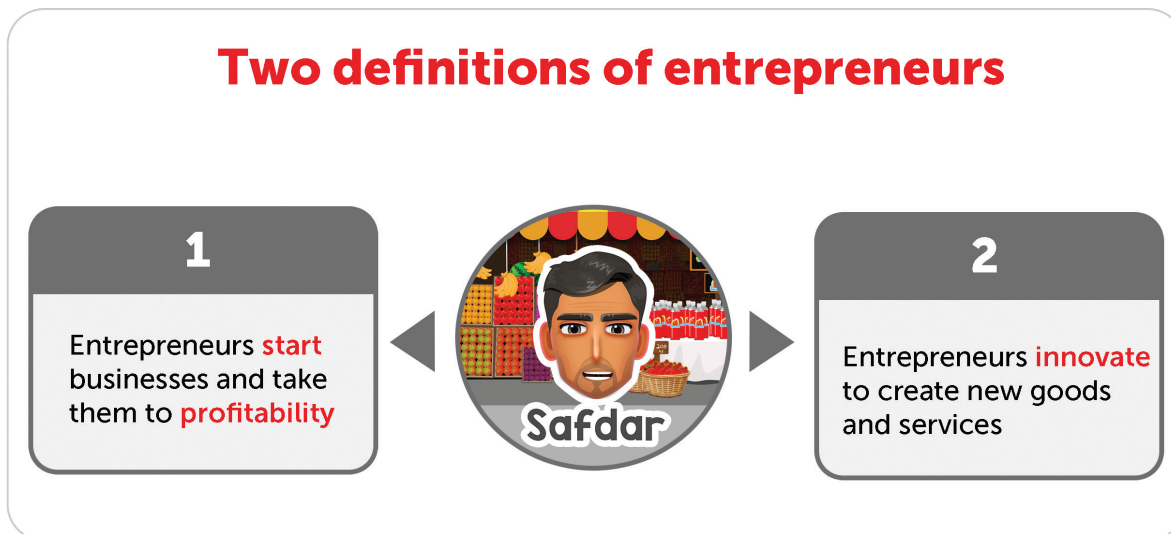 Two definitions of entrepreneurs
1
Entrepreneurs start
businesses and take
them to profitability
Safdar
2
Entrepreneurs innovate
to create new goods
and services